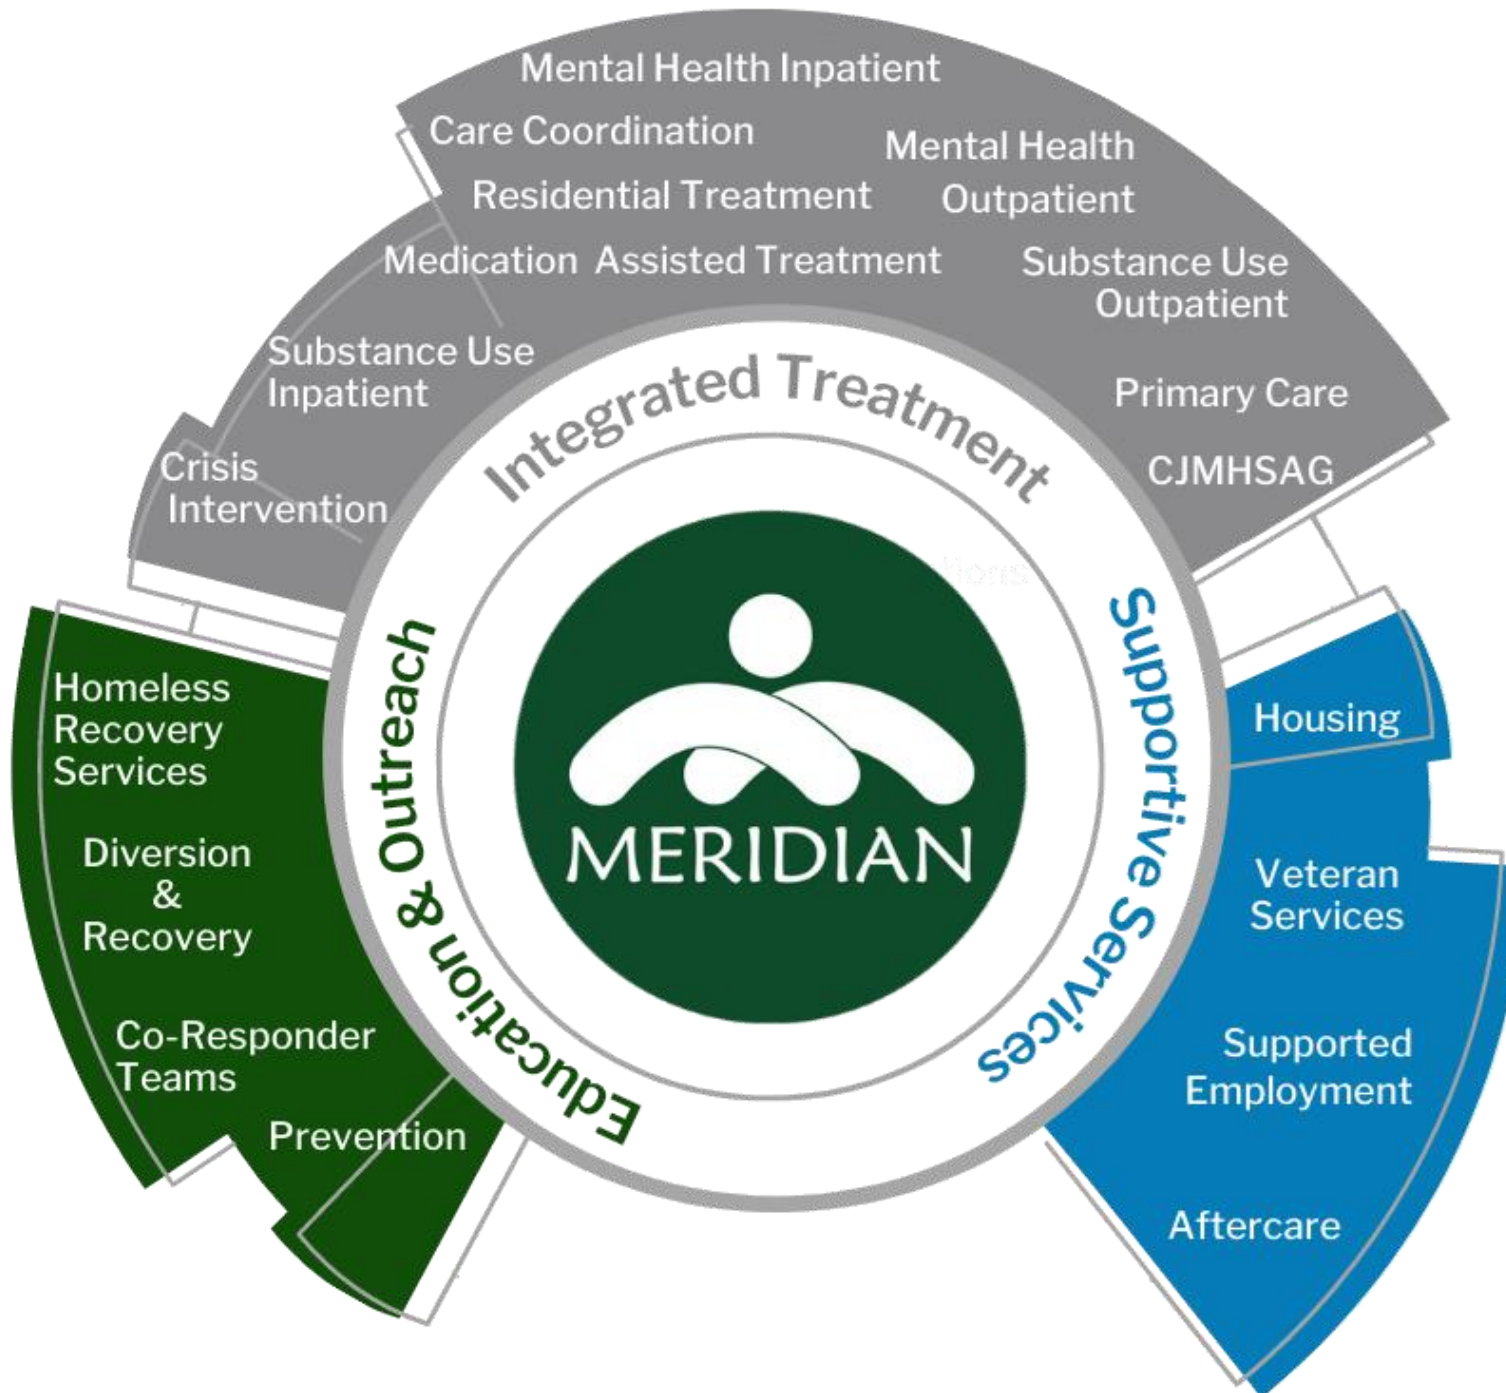 Mental Health Inpatient
Care Coordination
Mental Health
Outpatient
Residential Treatment
Medication Assisted Treatment
Substance Use
Outpatient
Substance Use
Inpatient
Primary Care
Crisis
Intervention
CJMHSAG
Integrated Treatment
Supportive Services
Education & Outreach
MERIDIAN
Homeless
Recovery
Services
Diversion
&
Recovery
Co-Responder
Teams
Prevention
Housing
Veteran
Services
Supported
Employment
Aftercare